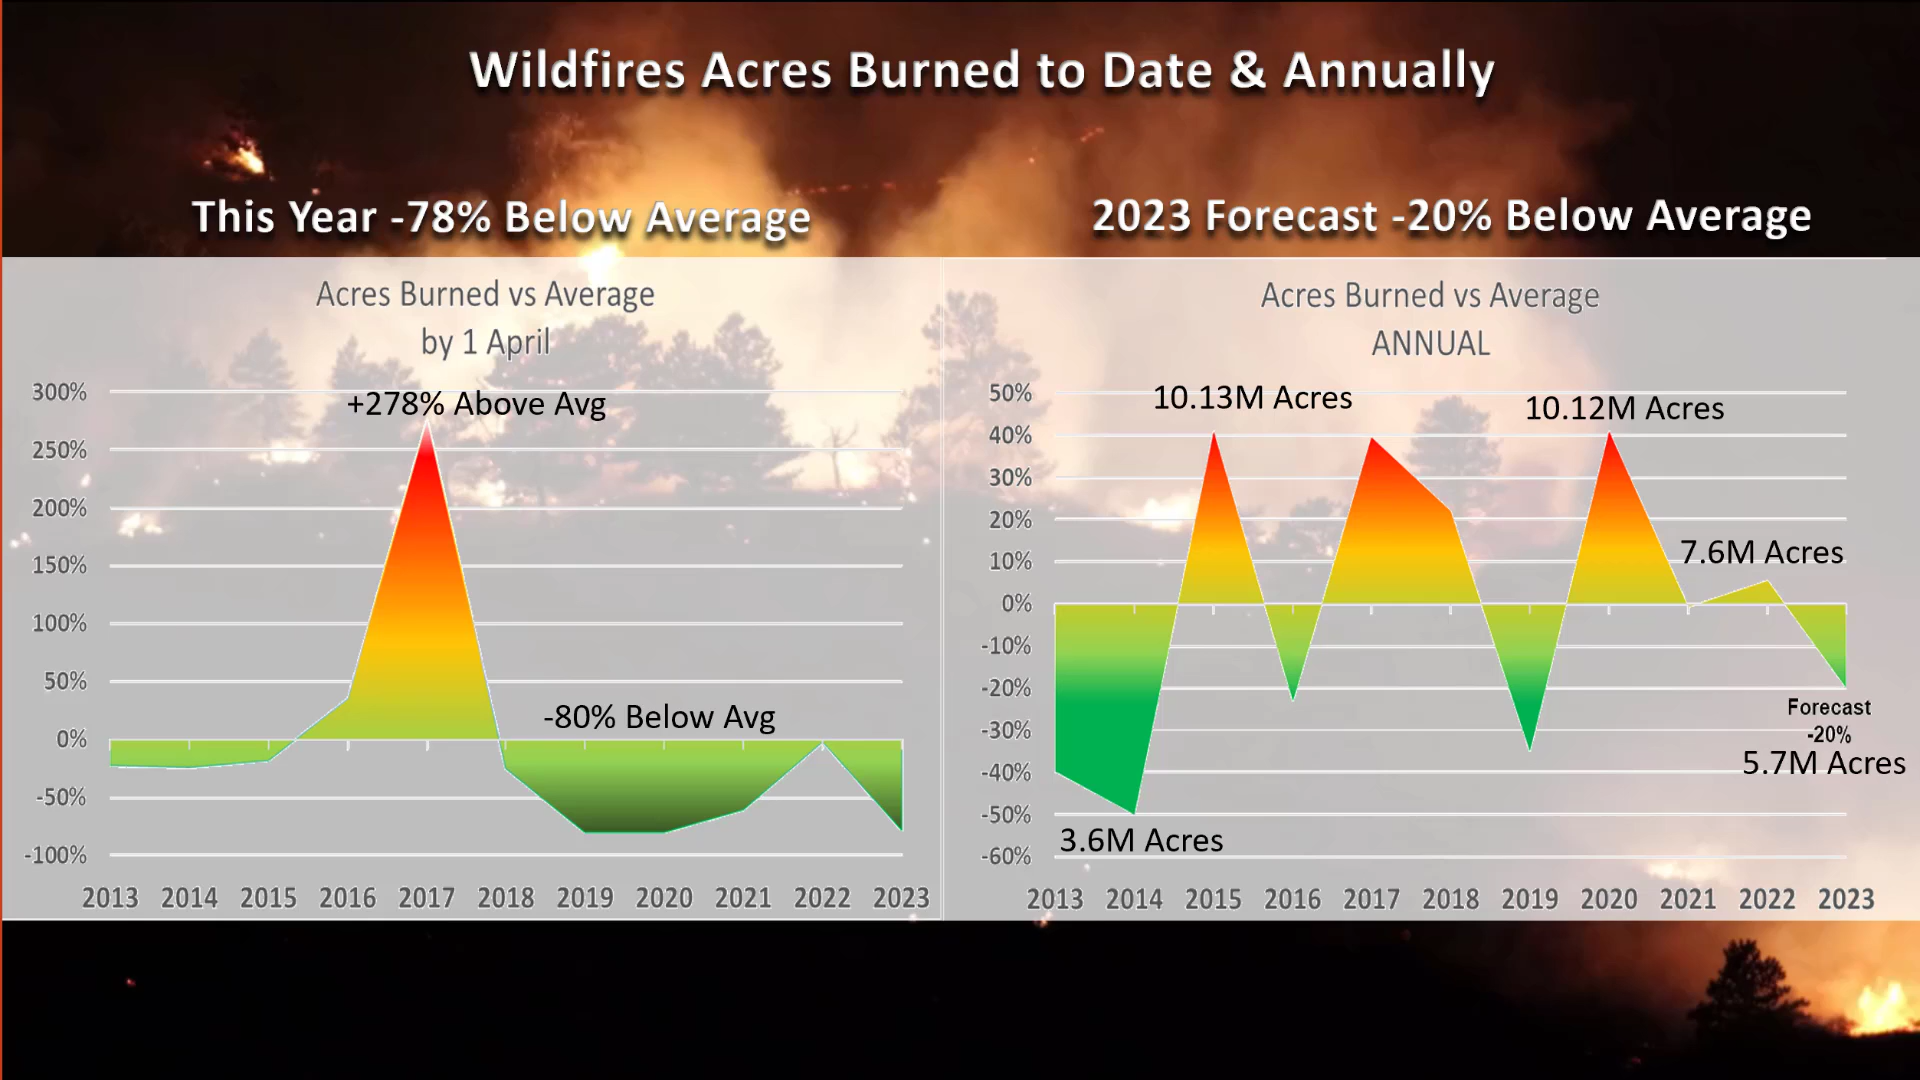 Wildfires Acres Burned to Date & Annually
This Year -78% Below Average
2023 Forecast -20% Below Average
Acres Burned vs Average
by 1 April
300%
250%
200%
150%
100%
50%
0%
-50%
-100%
+278% Above Avg
-80% Below Avg
2013 2014 2015 2016 2017 2018 2019 2020 2021 2022 2023
Acres Burned vs Average
ANNUAL
50%
40%
30%
20%
10%
0%
-10%
-20%
-30%
-40%
-50%
-60%
10.13M Acres
10.12M Acres
7.6M Acres
Forecast
-20%
5.7M Acres
3.6M Acres
2013 2014 2015 2016 2017 2018 2019 2020 2021 2022 2023